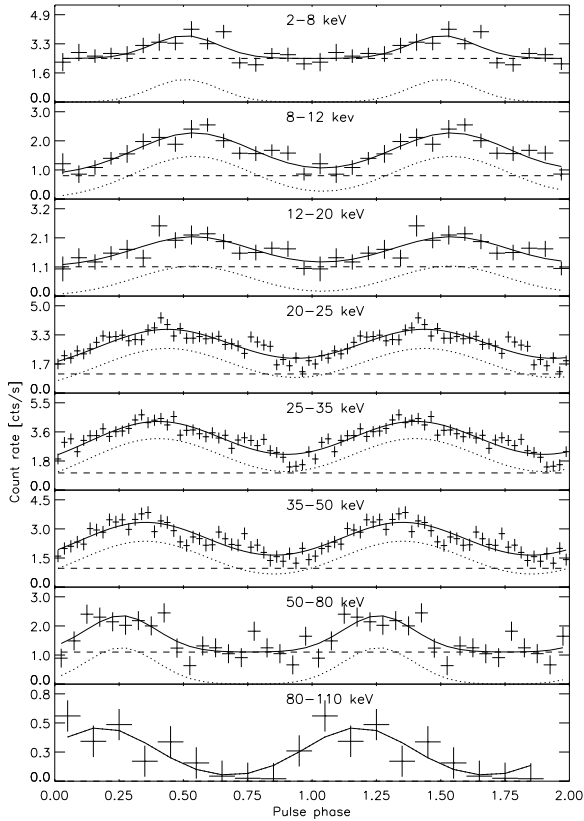 4.9
3.3
1.6
0.0
2−8 keV
3.0
2.0
1.0
0.0
8−12 kev
3.2
2.1
1.1
0.0
12−20 keV
5.0
3.3
1.7
0.0
20−25 keV
5.5
3.6
1.8
0.0
25−35 keV
4.5
3.0
1.5
0.0
35−50 keV
3.0
2.0
1.0
0.0
50−80 keV
0.8
0.5
0.3
0.0
80−110 keV
Count rate [cts/s]
0.00 0.25 0.50 0.75 1.00 1.25 1.50 1.75 2.00
Pulse phase